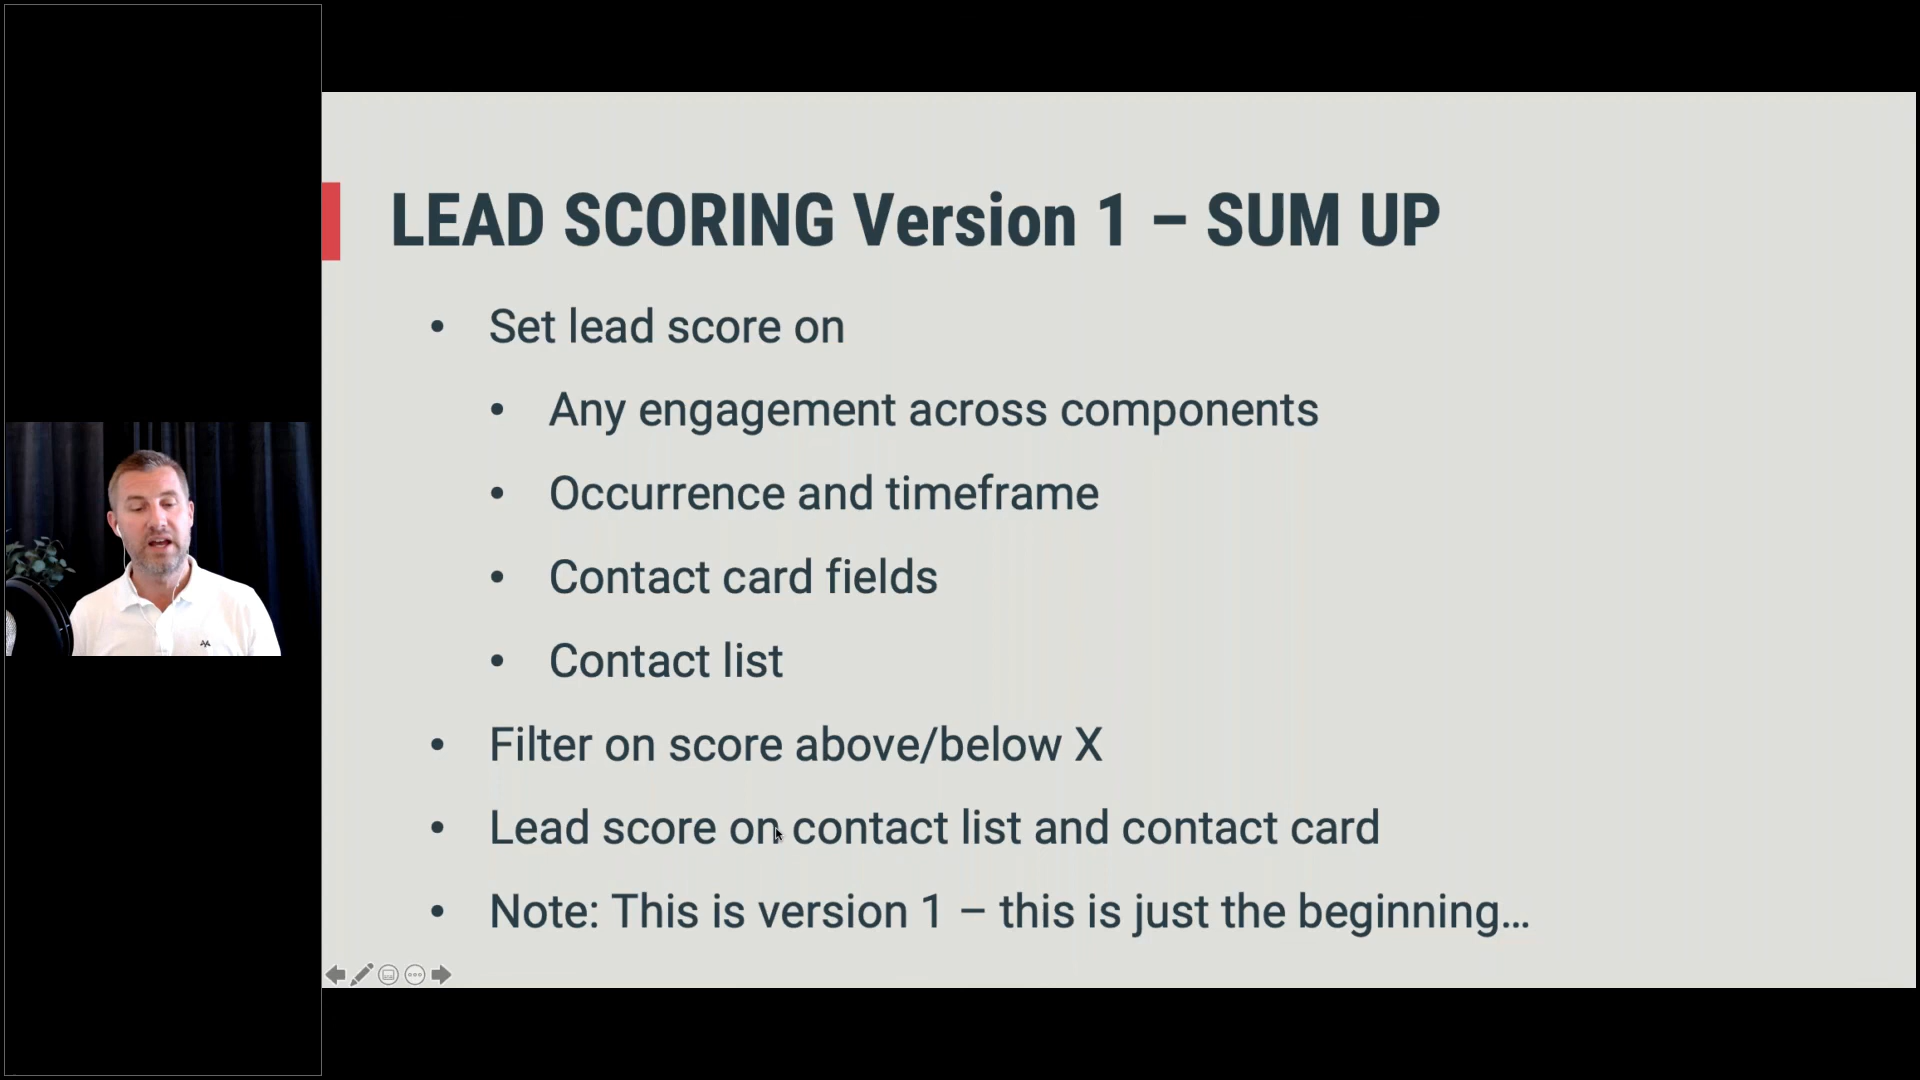 LEAD SCORING Version 1 – SUM UP
• Set lead score on
• Any engagement across components
• Occurrence and timeframe
• Contact card fields
• Contact list
• Filter on score above/below X
• Lead score on contact list and contact card
• Note: This is version 1 – this is just the beginning...